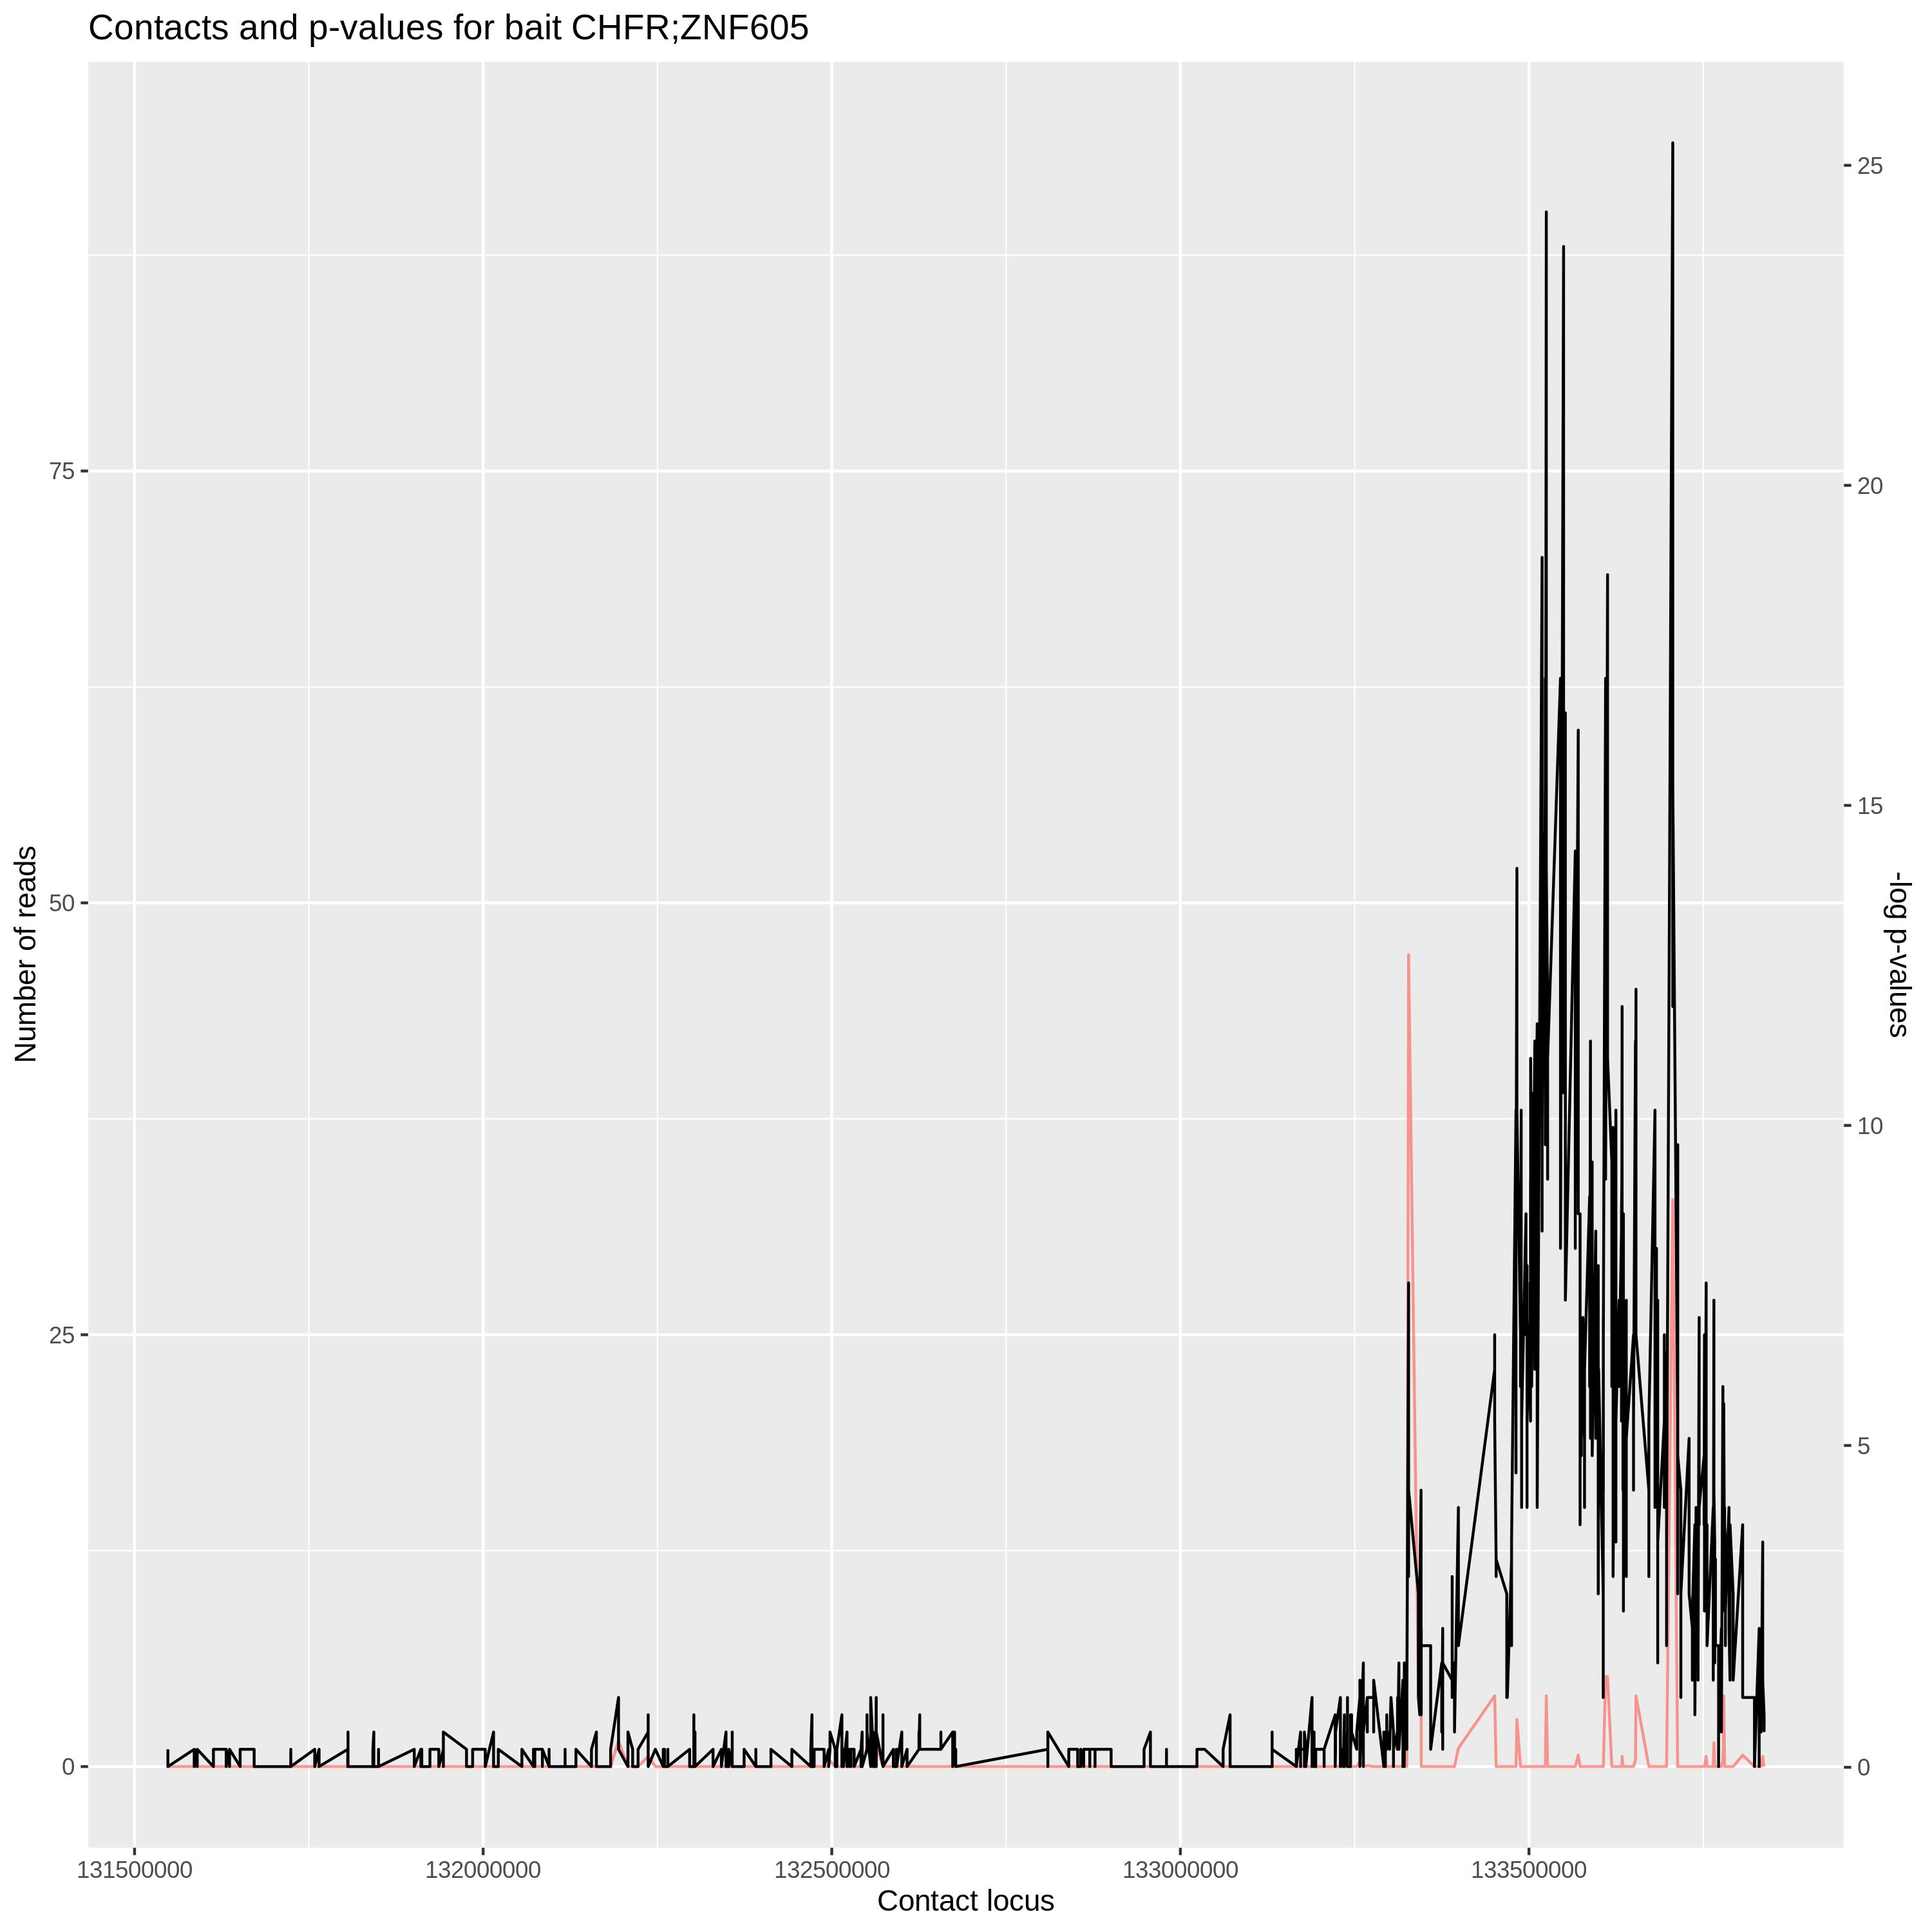 Contacts and p-values for bait CHFR;ZNF605
25
20
15
10
5
0
75
50
25
0
Number of reads
-log p-values
131500000 132000000 132500000 133000000 133500000
Contact locus